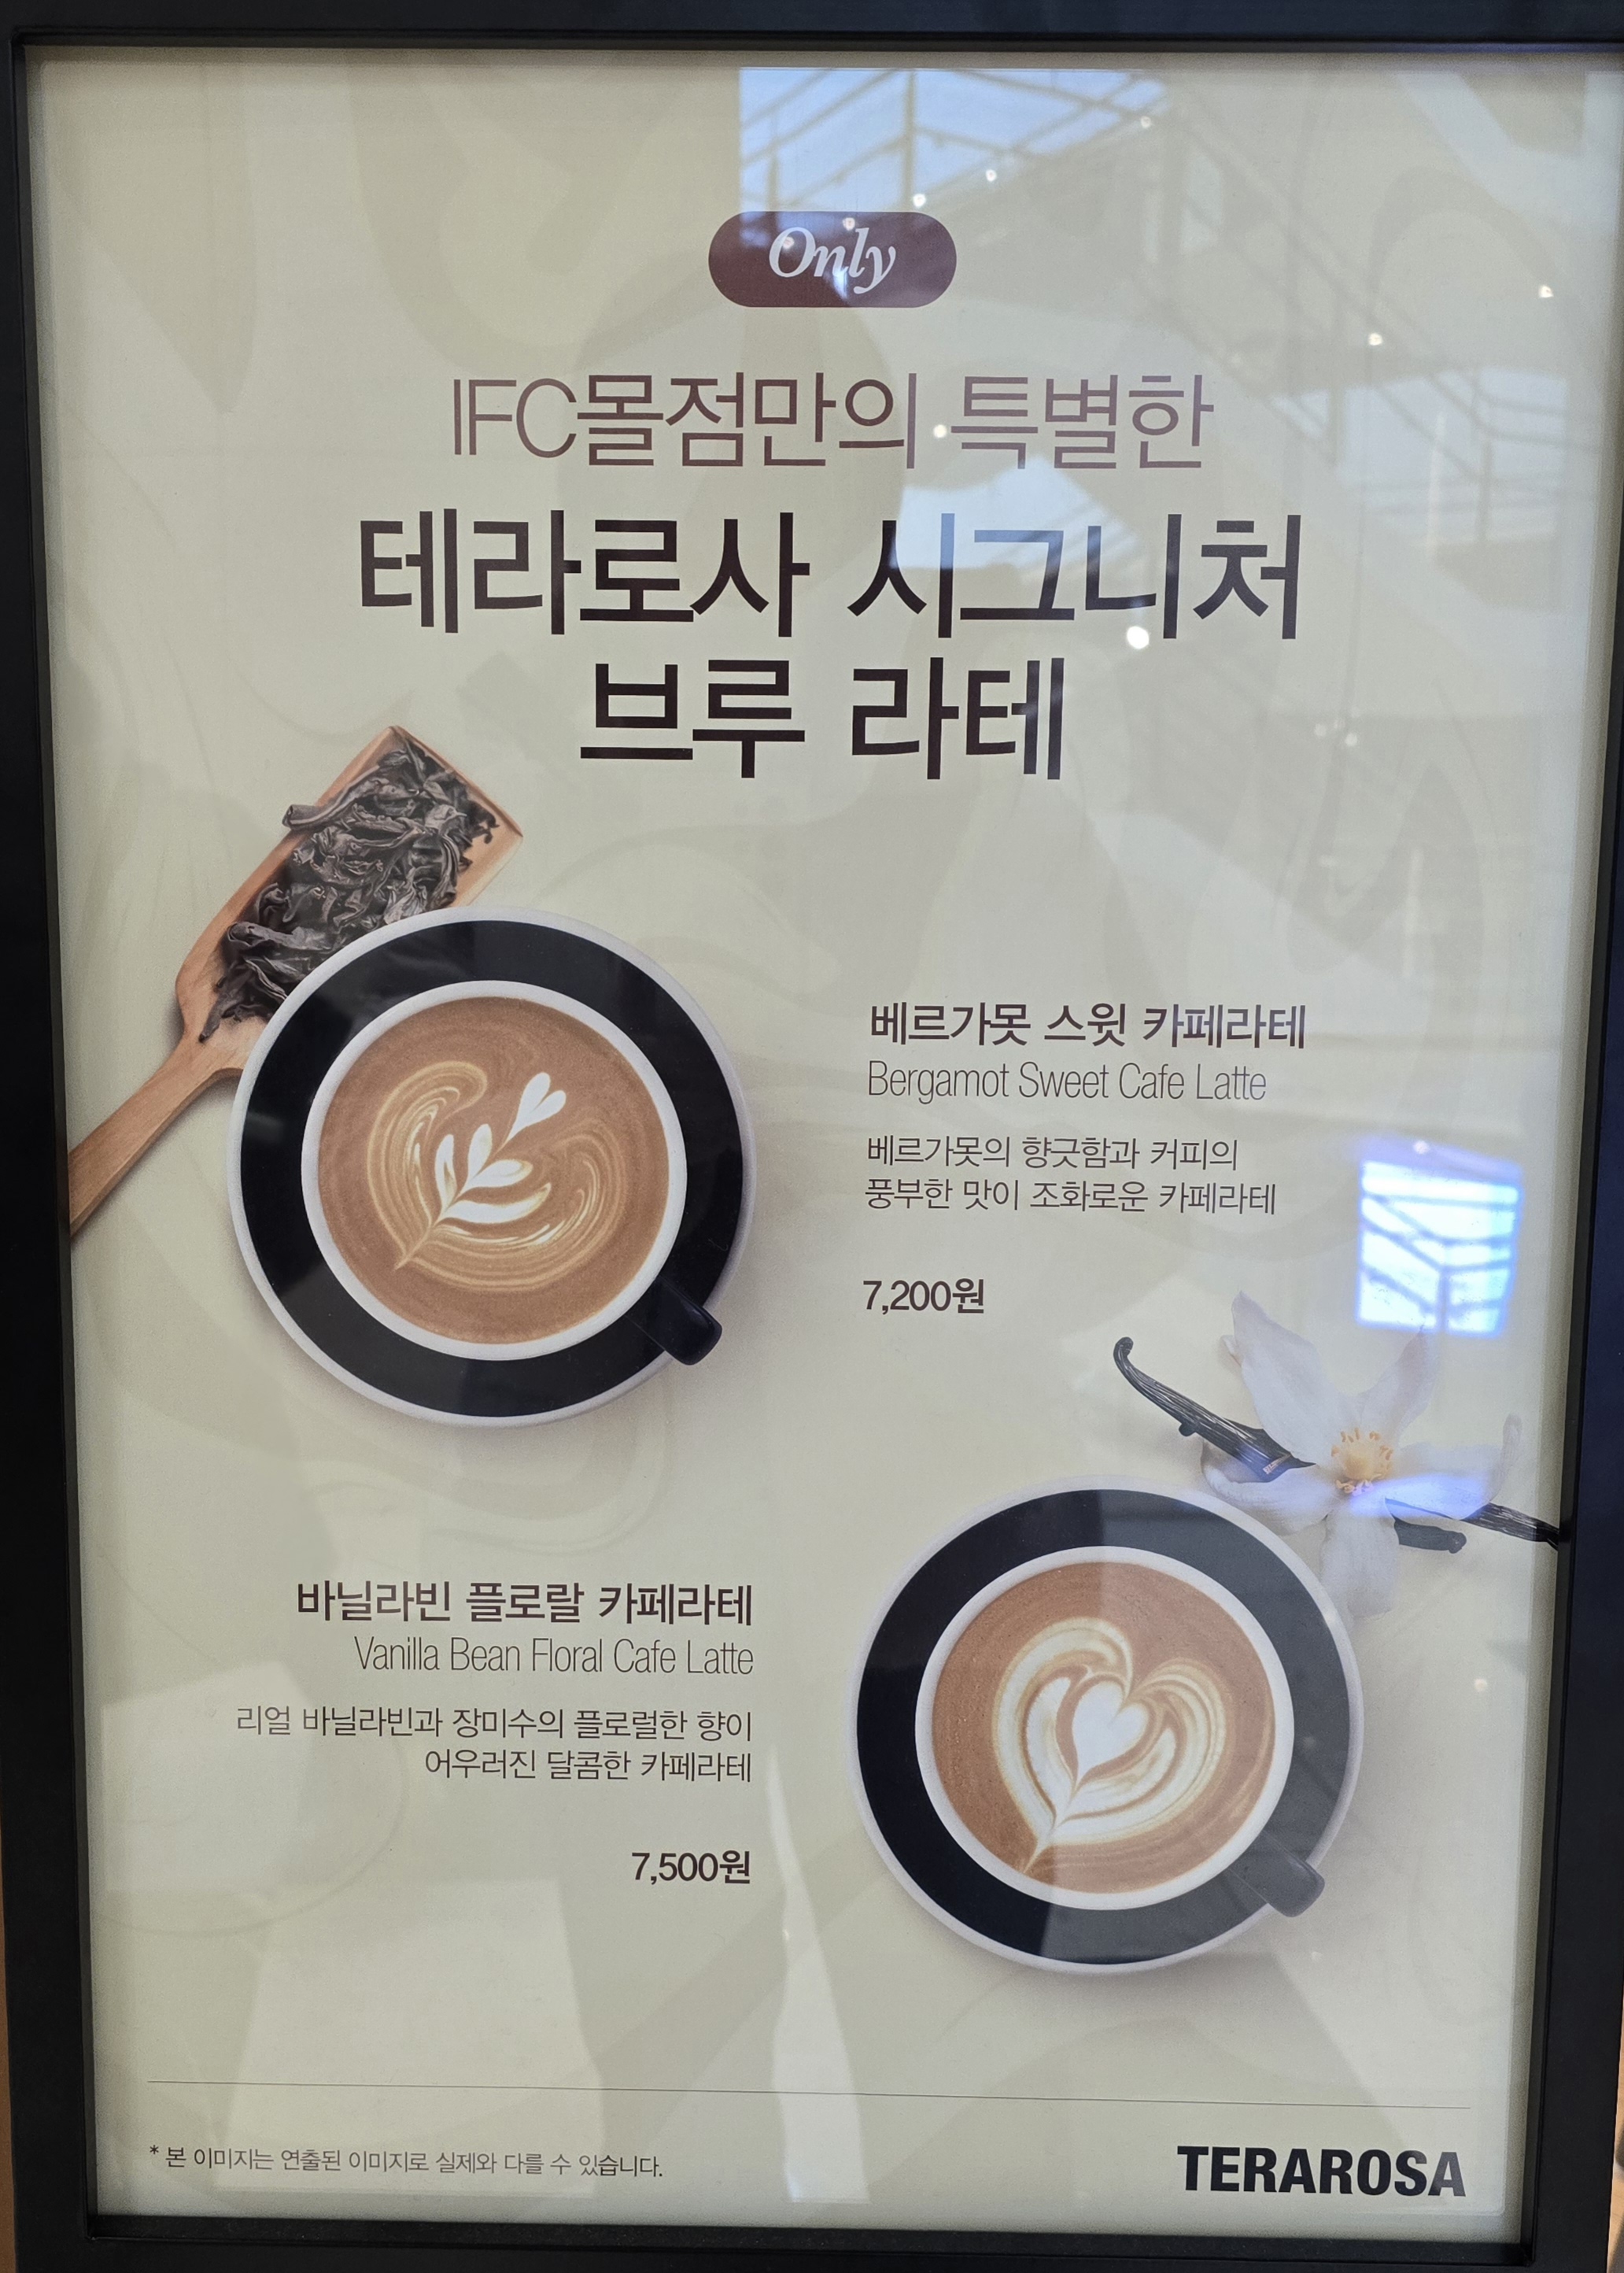 Only
IFC몰점만의 특별한
테라로사 시그니처
브루 라테
베르가못 스윗 카페라테
Bergamot Sweet Cafe Latte
베르가못의 향긋함과 커피의
풍부한 맛이 조화로운 카페라테
7,200원
바닐라빈 플로랄 카페라테
Vanilla Bean Floral Cafe Latte
리얼 바닐라빈과 장미수의 플로럴한 향이
어우러진 달콤한 카페라테
7,500원
* 본 이미지는 연출된 이미지로 실제와 다를 수 있습니다.
TERAROSA